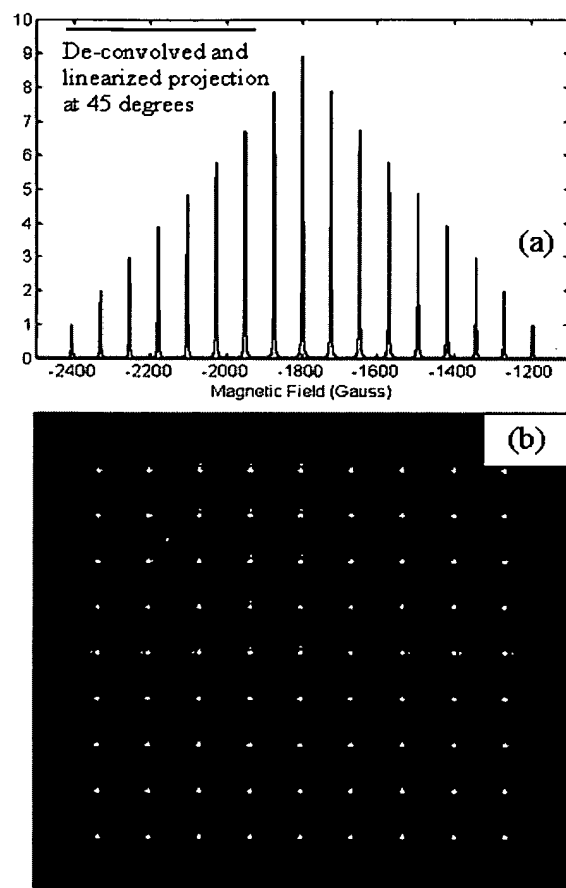 10
De-convolved and
linearized projection
at 45 degrees
9
8
7
6
5
4
3
2
1
0
(a)
-2400 -2200 -2000 -1800 -1600 -1400 -1200
Magnetic Field (Gauss)
(b)